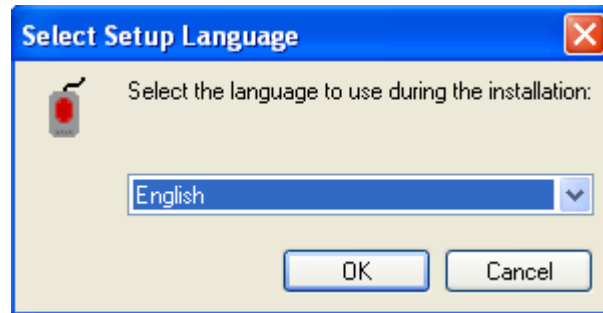 Select Setup Language
Select the language to use during the installation:
English
OK
Cancel